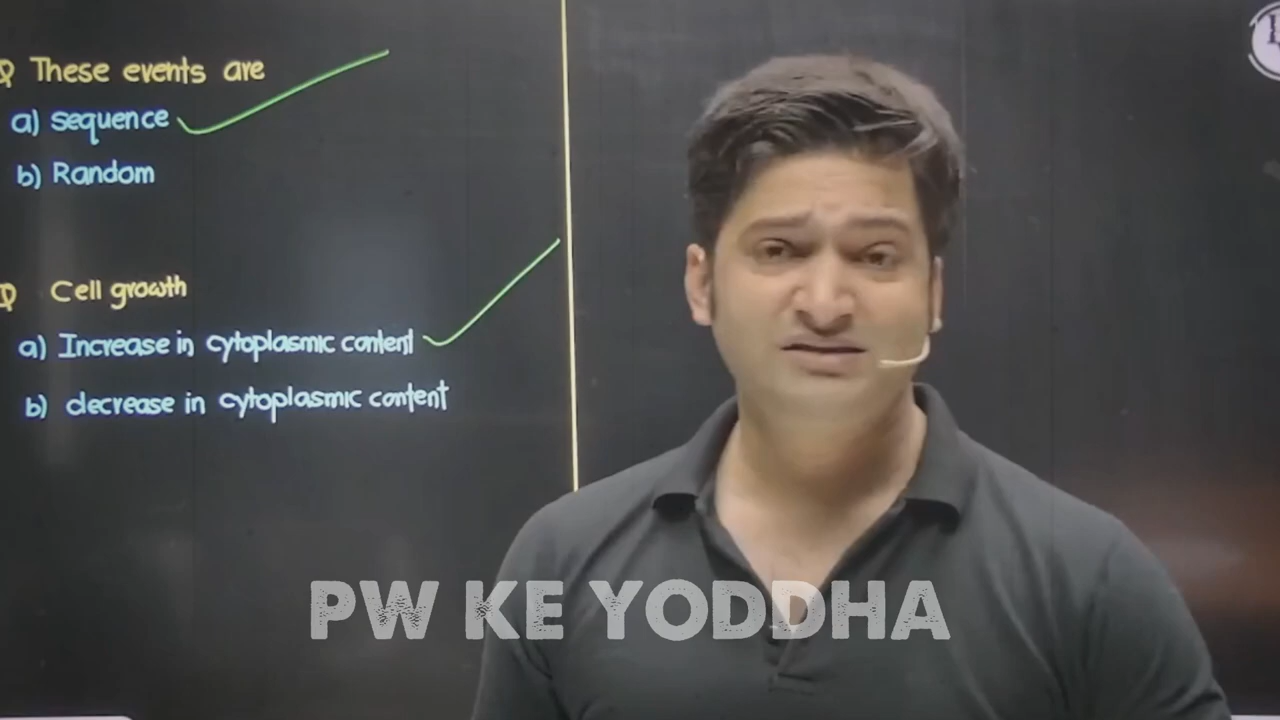 Q These events are
a) sequence
b) Random
Q Cell growth
a) Increase in cytoplasmic content
b) decrease in cytoplasmic content
PW KE YODDHA